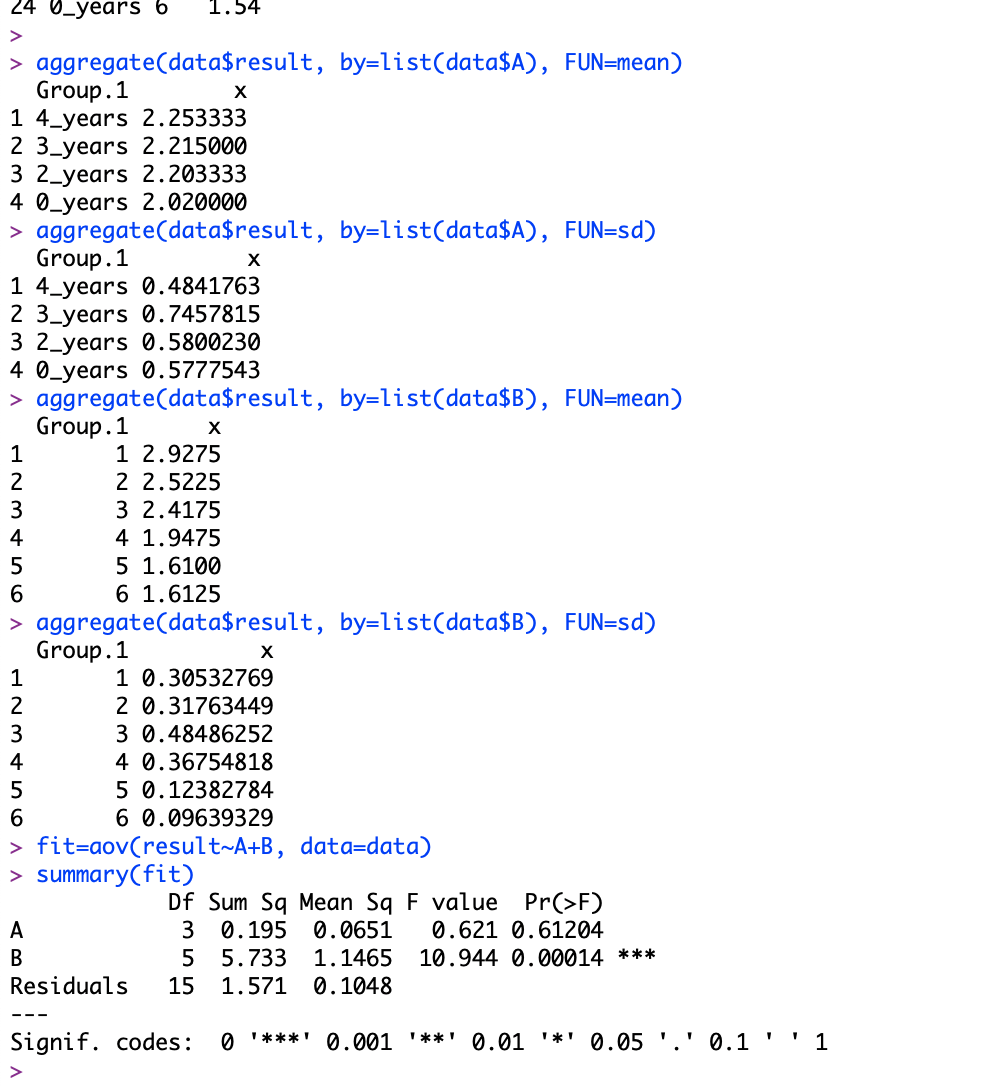 24 0_years 6   1.54
>
> aggregate(data$result, by=list(data$A), FUN=mean)
  Group.1        x
1 4_years 2.253333
2 3_years 2.215000
3 2_years 2.203333
4 0_years 2.020000
> aggregate(data$result, by=list(data$A), FUN=sd)
  Group.1         x
1 4_years 0.4841763
2 3_years 0.7457815
3 2_years 0.5800230
4 0_years 0.5777543
> aggregate(data$result, by=list(data$B), FUN=mean)
  Group.1      x
1       1 2.9275
2       2 2.5225
3       3 2.4175
4       4 1.9475
5       5 1.6100
6       6 1.6125
> aggregate(data$result, by=list(data$B), FUN=sd)
  Group.1          x
1       1 0.30532769
2       2 0.31763449
3       3 0.48486252
4       4 0.36754818
5       5 0.12382784
6       6 0.09639329
> fit=aov(result~A+B, data=data)
> summary(fit)
            Df Sum Sq Mean Sq F value  Pr(>F)
A            3  0.195  0.0651   0.621 0.61204
B            5  5.733  1.1465  10.944 0.00014 ***
Residuals   15  1.571  0.1048
---
Signif. codes:  0 '***' 0.001 '**' 0.01 '*' 0.05 '.' 0.1 ' ' 1
>